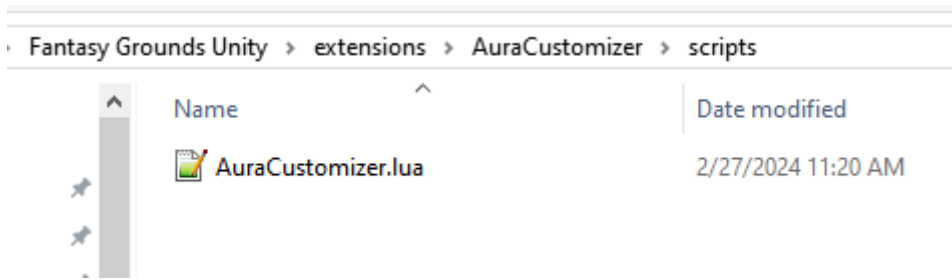 Fantasy Grounds Unity > extensions > AuraCustomizer > scripts
Name Date modified
AuraCustomizer.lua 2/27/2024 11:20 AM